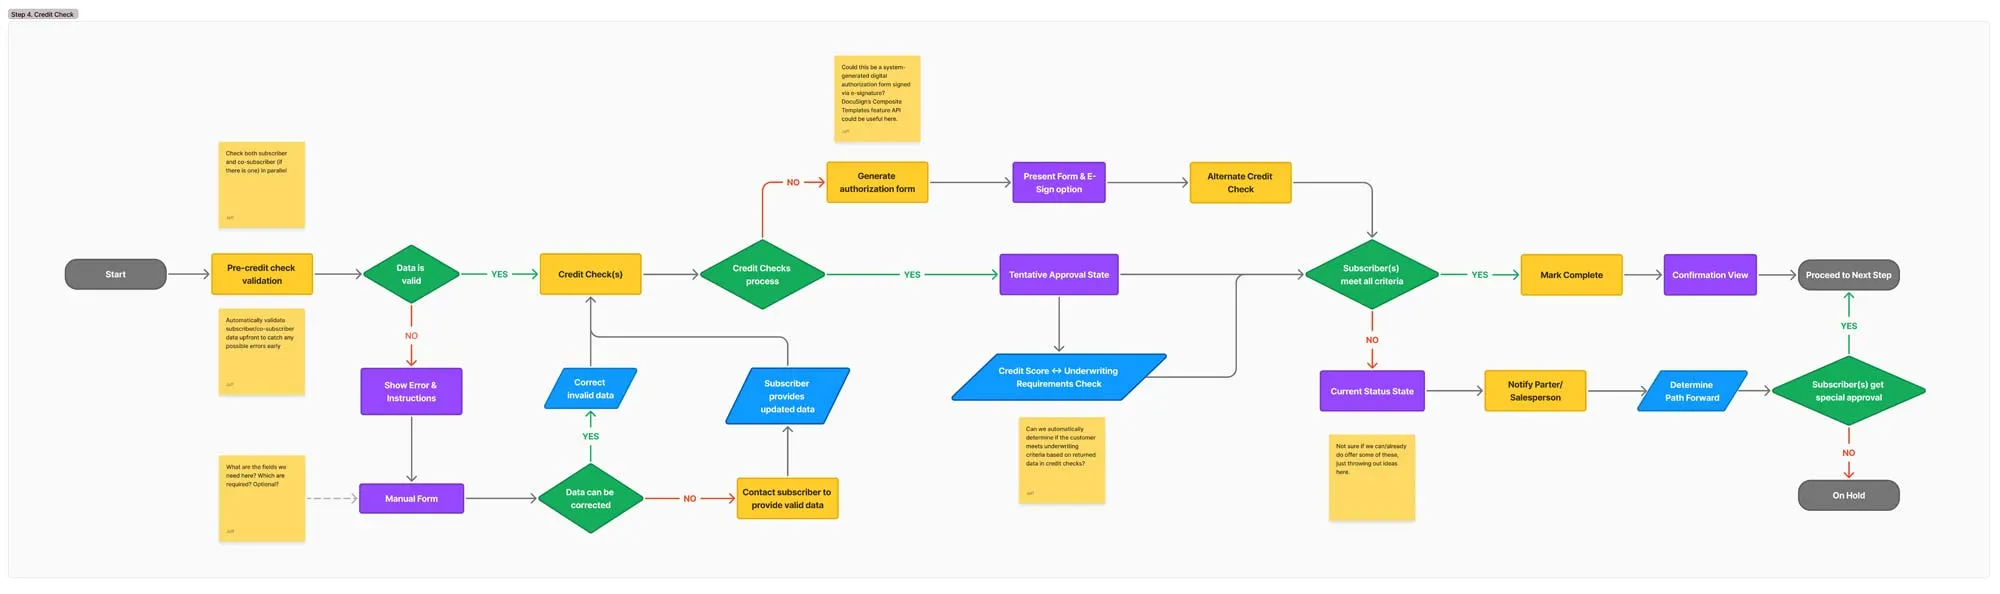 Step 4. Credit Check
Could this be a system-
generated digital
authorization form signed
via e-signature?
DocuSign's Composite
Templates feature API
could be useful here.
Jeff
Check both subscriber
and co-subscriber (if
there is one) in parallel
Jeff
NO
Generate
authorization form
Present Form & E-
Sign option
Alternate Credit
Check
Start
Pre-credit check
validation
Data is
valid
YES
Credit Check(s)
Credit Checks
process
YES
Tentative Approval State
Subscriber(s)
meet all criteria
YES
Mark Complete
Confirmation View
Proceed to Next Step
Automatically validate
subscriber/co-subscriber
data upfront to catch any
possible errors early
Jeff
NO
NO
YES
Show Error &
Instructions
Correct
invalid data
Subscriber
provides
updated data
Credit Score ↔ Underwriting
Requirements Check
Current Status State
Notify Parter/
Salesperson
Determine
Path Forward
Subscriber(s) get
special approval
YES
NO
What are the fields we
need here? Which are
required? Optional?
Jeff
Manual Form
Data can be
corrected
NO
Contact subscriber to
provide valid data
Can we automatically
determine if the customer
meets underwriting
criteria based on returned
data in credit checks?
Jeff
Not sure if we can/already
do offer some of these,
just throwing out ideas
here.
On Hold